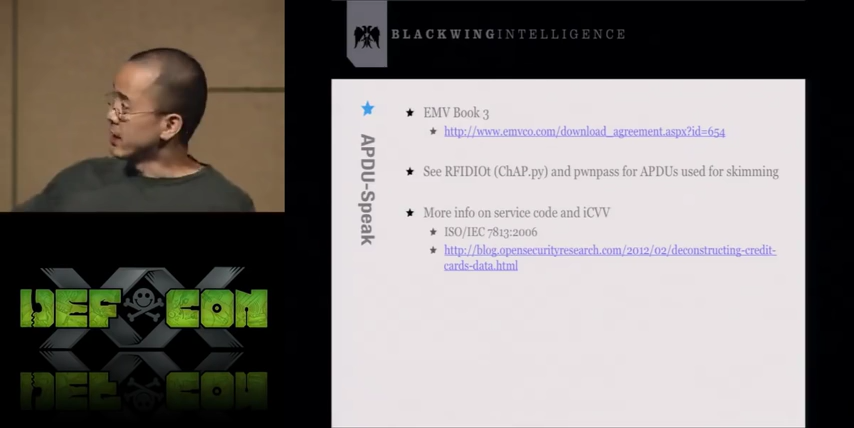 BLACKWINGINTELLIGENCE
APDU-Speak
EMV Book 3
http://www.emvco.com/download_agreement.aspx?id=654
See RFIDIOt (ChAP.py) and pwnpass for APDUs used for skimming
More info on service code and iCVV
ISO/IEC 7813:2006
http://blog.opensecurityresearch.com/2012/02/deconstructing-credit-
cards-data.html
DEF CON
XX